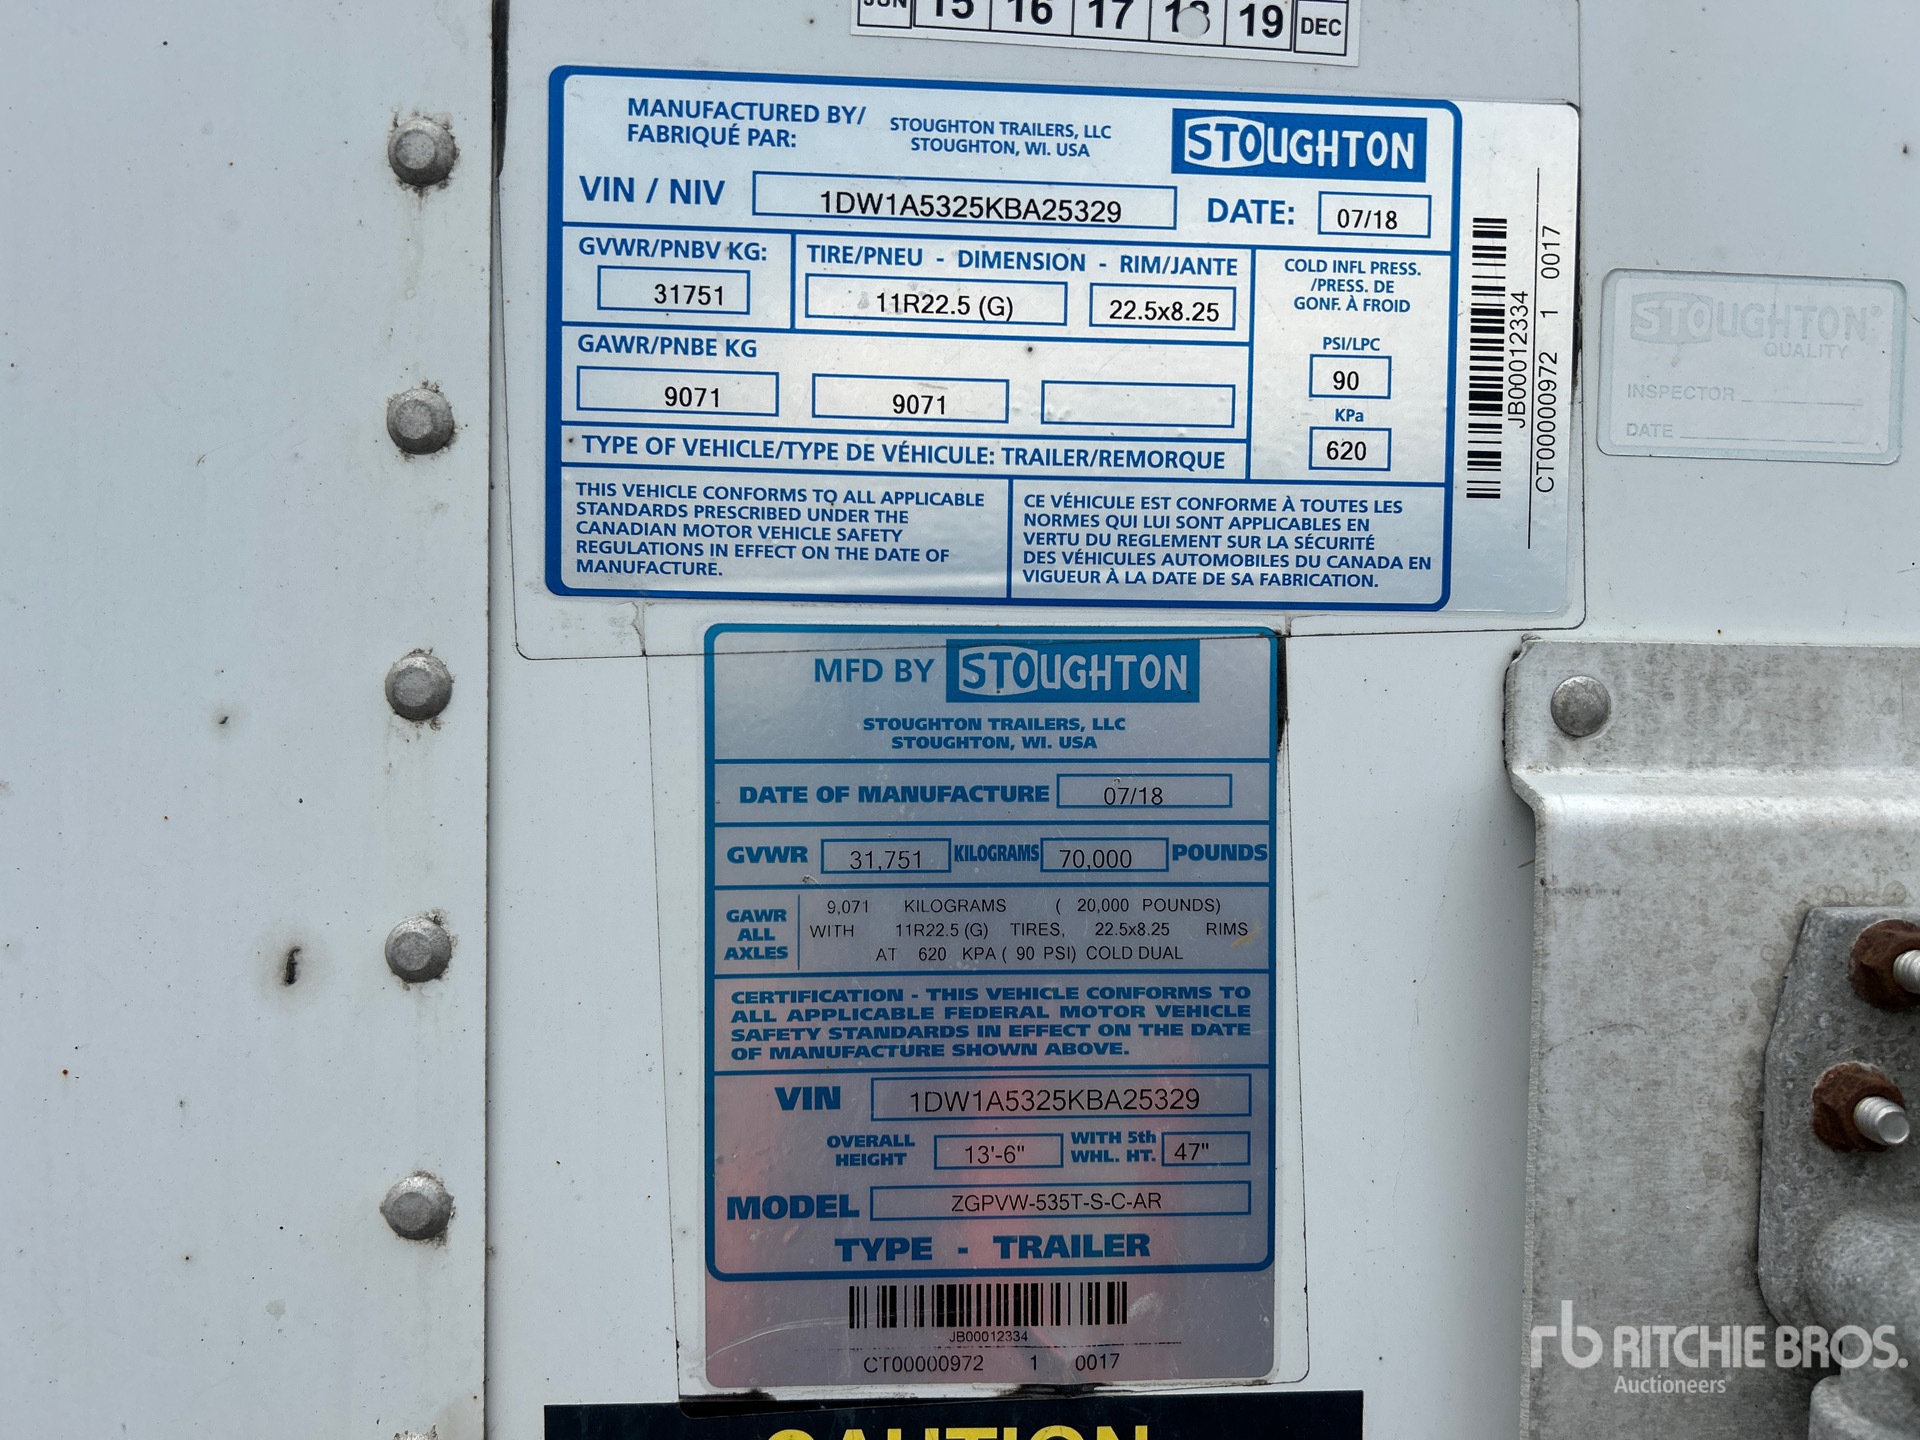 JUN 15 16 17 18 19 DEC
MANUFACTURED BY/
FABRIQUÉ PAR:
STOUGHTON TRAILERS, LLC
STOUGHTON, WI. USA
STOUGHTON
VIN / NIV 1DW1A5325KBA25329 DATE: 07/18
GVWR/PNBV KG:
31751
TIRE/PNEU - DIMENSION - RIM/JANTE
11R22.5 (G) 22.5x8.25
COLD INFL PRESS.
/PRESS. DE
GONF. À FROID
PSI/LPC
90
KPa
620
GAWR/PNBE KG
9071 9071
TYPE OF VEHICLE/TYPE DE VÉHICULE: TRAILER/REMORQUE
THIS VEHICLE CONFORMS TO ALL APPLICABLE
STANDARDS PRESCRIBED UNDER THE
CANADIAN MOTOR VEHICLE SAFETY
REGULATIONS IN EFFECT ON THE DATE OF
MANUFACTURE.
CE VÉHICULE EST CONFORME À TOUTES LES
NORMES QUI LUI SONT APPLICABLES EN
VERTU DU REGLEMENT SUR LA SÉCURITÉ
DES VÉHICULES AUTOMOBILES DU CANADA EN
VIGUEUR À LA DATE DE SA FABRICATION.
JB00012334
CT00000972 1 0017
STOUGHTON®
QUALITY
INSPECTOR
DATE
MFD BY STOUGHTON
STOUGHTON TRAILERS, LLC
STOUGHTON, WI. USA
DATE OF MANUFACTURE 07/18
GVWR 31,751 KILOGRAMS 70,000 POUNDS
GAWR
ALL
AXLES
9,071 KILOGRAMS ( 20,000 POUNDS)
WITH 11R22.5 (G) TIRES, 22.5x8.25 RIMS
AT 620 KPA ( 90 PSI) COLD DUAL
CERTIFICATION - THIS VEHICLE CONFORMS TO
ALL APPLICABLE FEDERAL MOTOR VEHICLE
SAFETY STANDARDS IN EFFECT ON THE DATE
OF MANUFACTURE SHOWN ABOVE.
VIN 1DW1A5325KBA25329
OVERALL
HEIGHT
13'-6"
WITH 5th
WHL. HT.
47"
MODEL ZGPVW-535T-S-C-AR
TYPE - TRAILER
JB00012334
CT00000972 1 0017
CAUTION
rb RITCHIE BROS.
Auctioneers